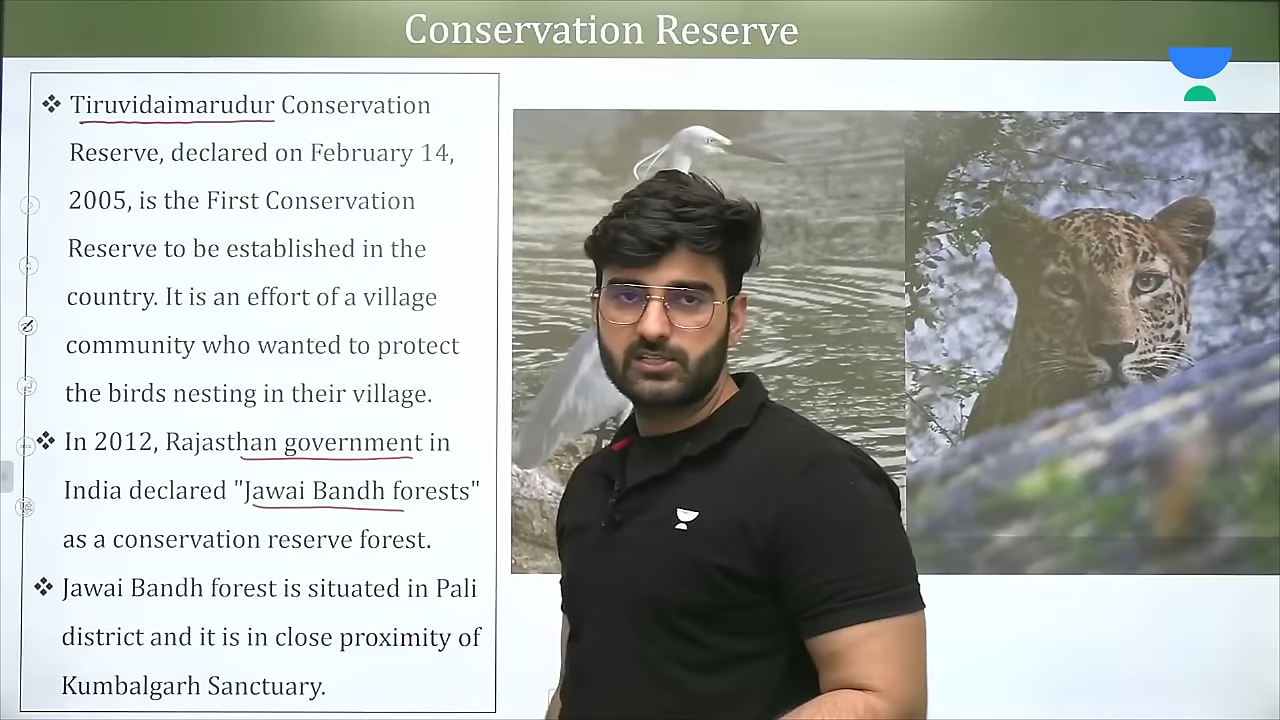 Conservation Reserve
❖ Tiruvidaimarudur Conservation
Reserve, declared on February 14,
2005, is the First Conservation
Reserve to be established in the
country. It is an effort of a village
community who wanted to protect
the birds nesting in their village.
❖ In 2012, Rajasthan government in
India declared "Jawai Bandh forests"
as a conservation reserve forest.
❖ Jawai Bandh forest is situated in Pali
district and it is in close proximity of
Kumbalgarh Sanctuary.